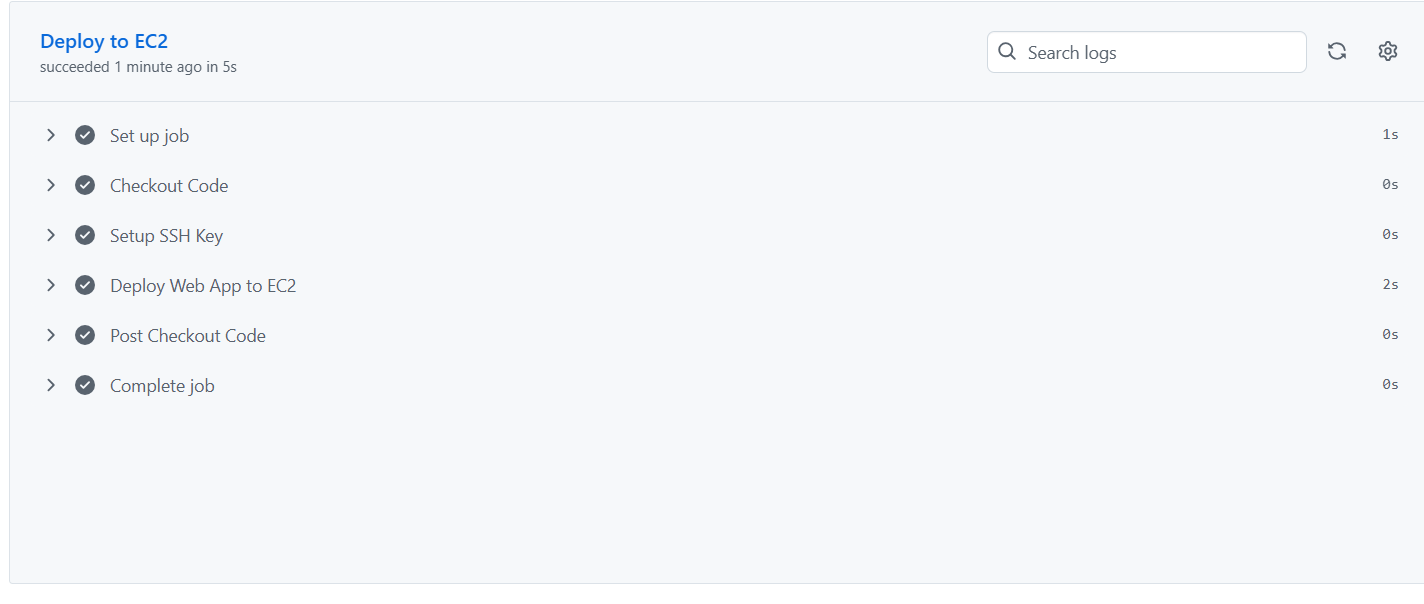 Deploy to EC2
succeeded 1 minute ago in 5s
Search logs
Set up job 1s
Checkout Code 0s
Setup SSH Key 0s
Deploy Web App to EC2 2s
Post Checkout Code 0s
Complete job 0s